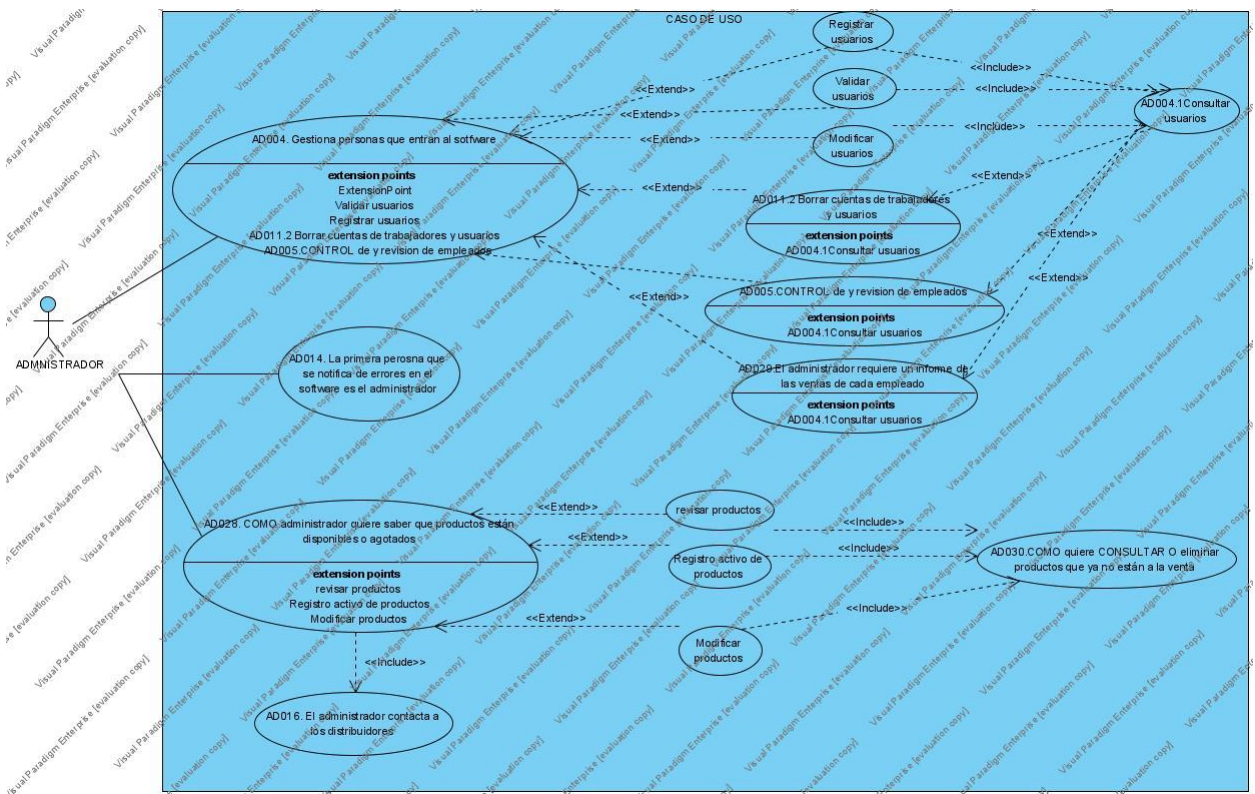 CASO DE USO
Registrar
usuarios
<<Include>>
Validar
usuarios
<<Extend>>
<<Include>>
AD004.1Consultar
usuarios
<<Extend>>
<<Include>>
Modificar
usuarios
AD004. Gestiona personas que entran al sotfware
extension points
ExtensionPoint
Validar usuarios
Registrar usuarios
AD011.2 Borrar cuentas de trabajadores y usuarios
AD005.CONTROL de y revision de empleados
<<Extend>>
<<Extend>>
AD011.2 Borrar cuentas de trabajadores
y usuarios
extension points
AD004.1Consultar usuarios
<<Extend>>
<<Extend>>
AD005.CONTROL de y revision de empleados
extension points
AD004.1Consultar usuarios
ADMNISTRADOR
AD014. La primera perosna que
se notifica de errores en el
software es el administrador
AD029.El administrador requiere un informe de
las ventas de cada empleado
extension points
AD004.1Consultar usuarios
AD028. COMO administrador quiere saber que productos están
disponibles o agotados
extension points
revisar productos
Registro activo de productos
Modificar productos
<<Extend>>
revisar productos
<<Include>>
<<Extend>>
Registro activo de
productos
<<Include>>
AD030.COMO quiere CONSULTAR O eliminar
productos que ya no están a la venta
<<Include>>
<<Extend>>
Modificar
productos
<<Include>>
AD016. El administrador contacta a
los distribuidores
Visual Paradigm Enterprise [evaluation copy]